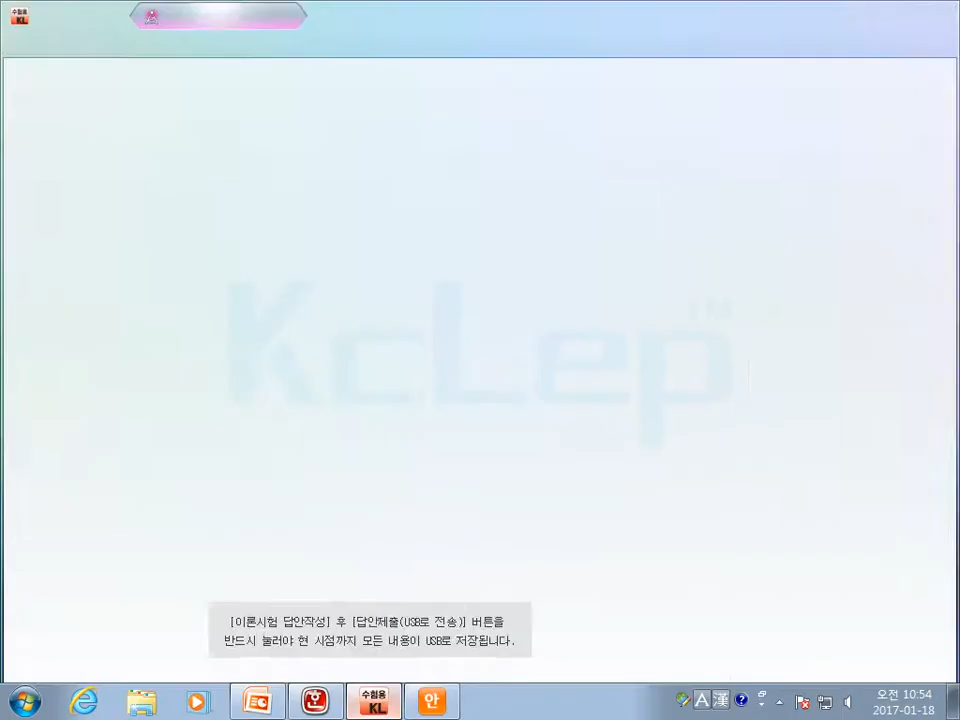 수험용
KL
KcLep™
[이론시험 답안작성] 후 [답안제출(USB로 전송)] 버튼을
반드시 눌러야 현 시점까지 모든 내용이 USB로 저장됩니다.
수험용
KL
안
A 漢
오전 10:54
2017-01-18